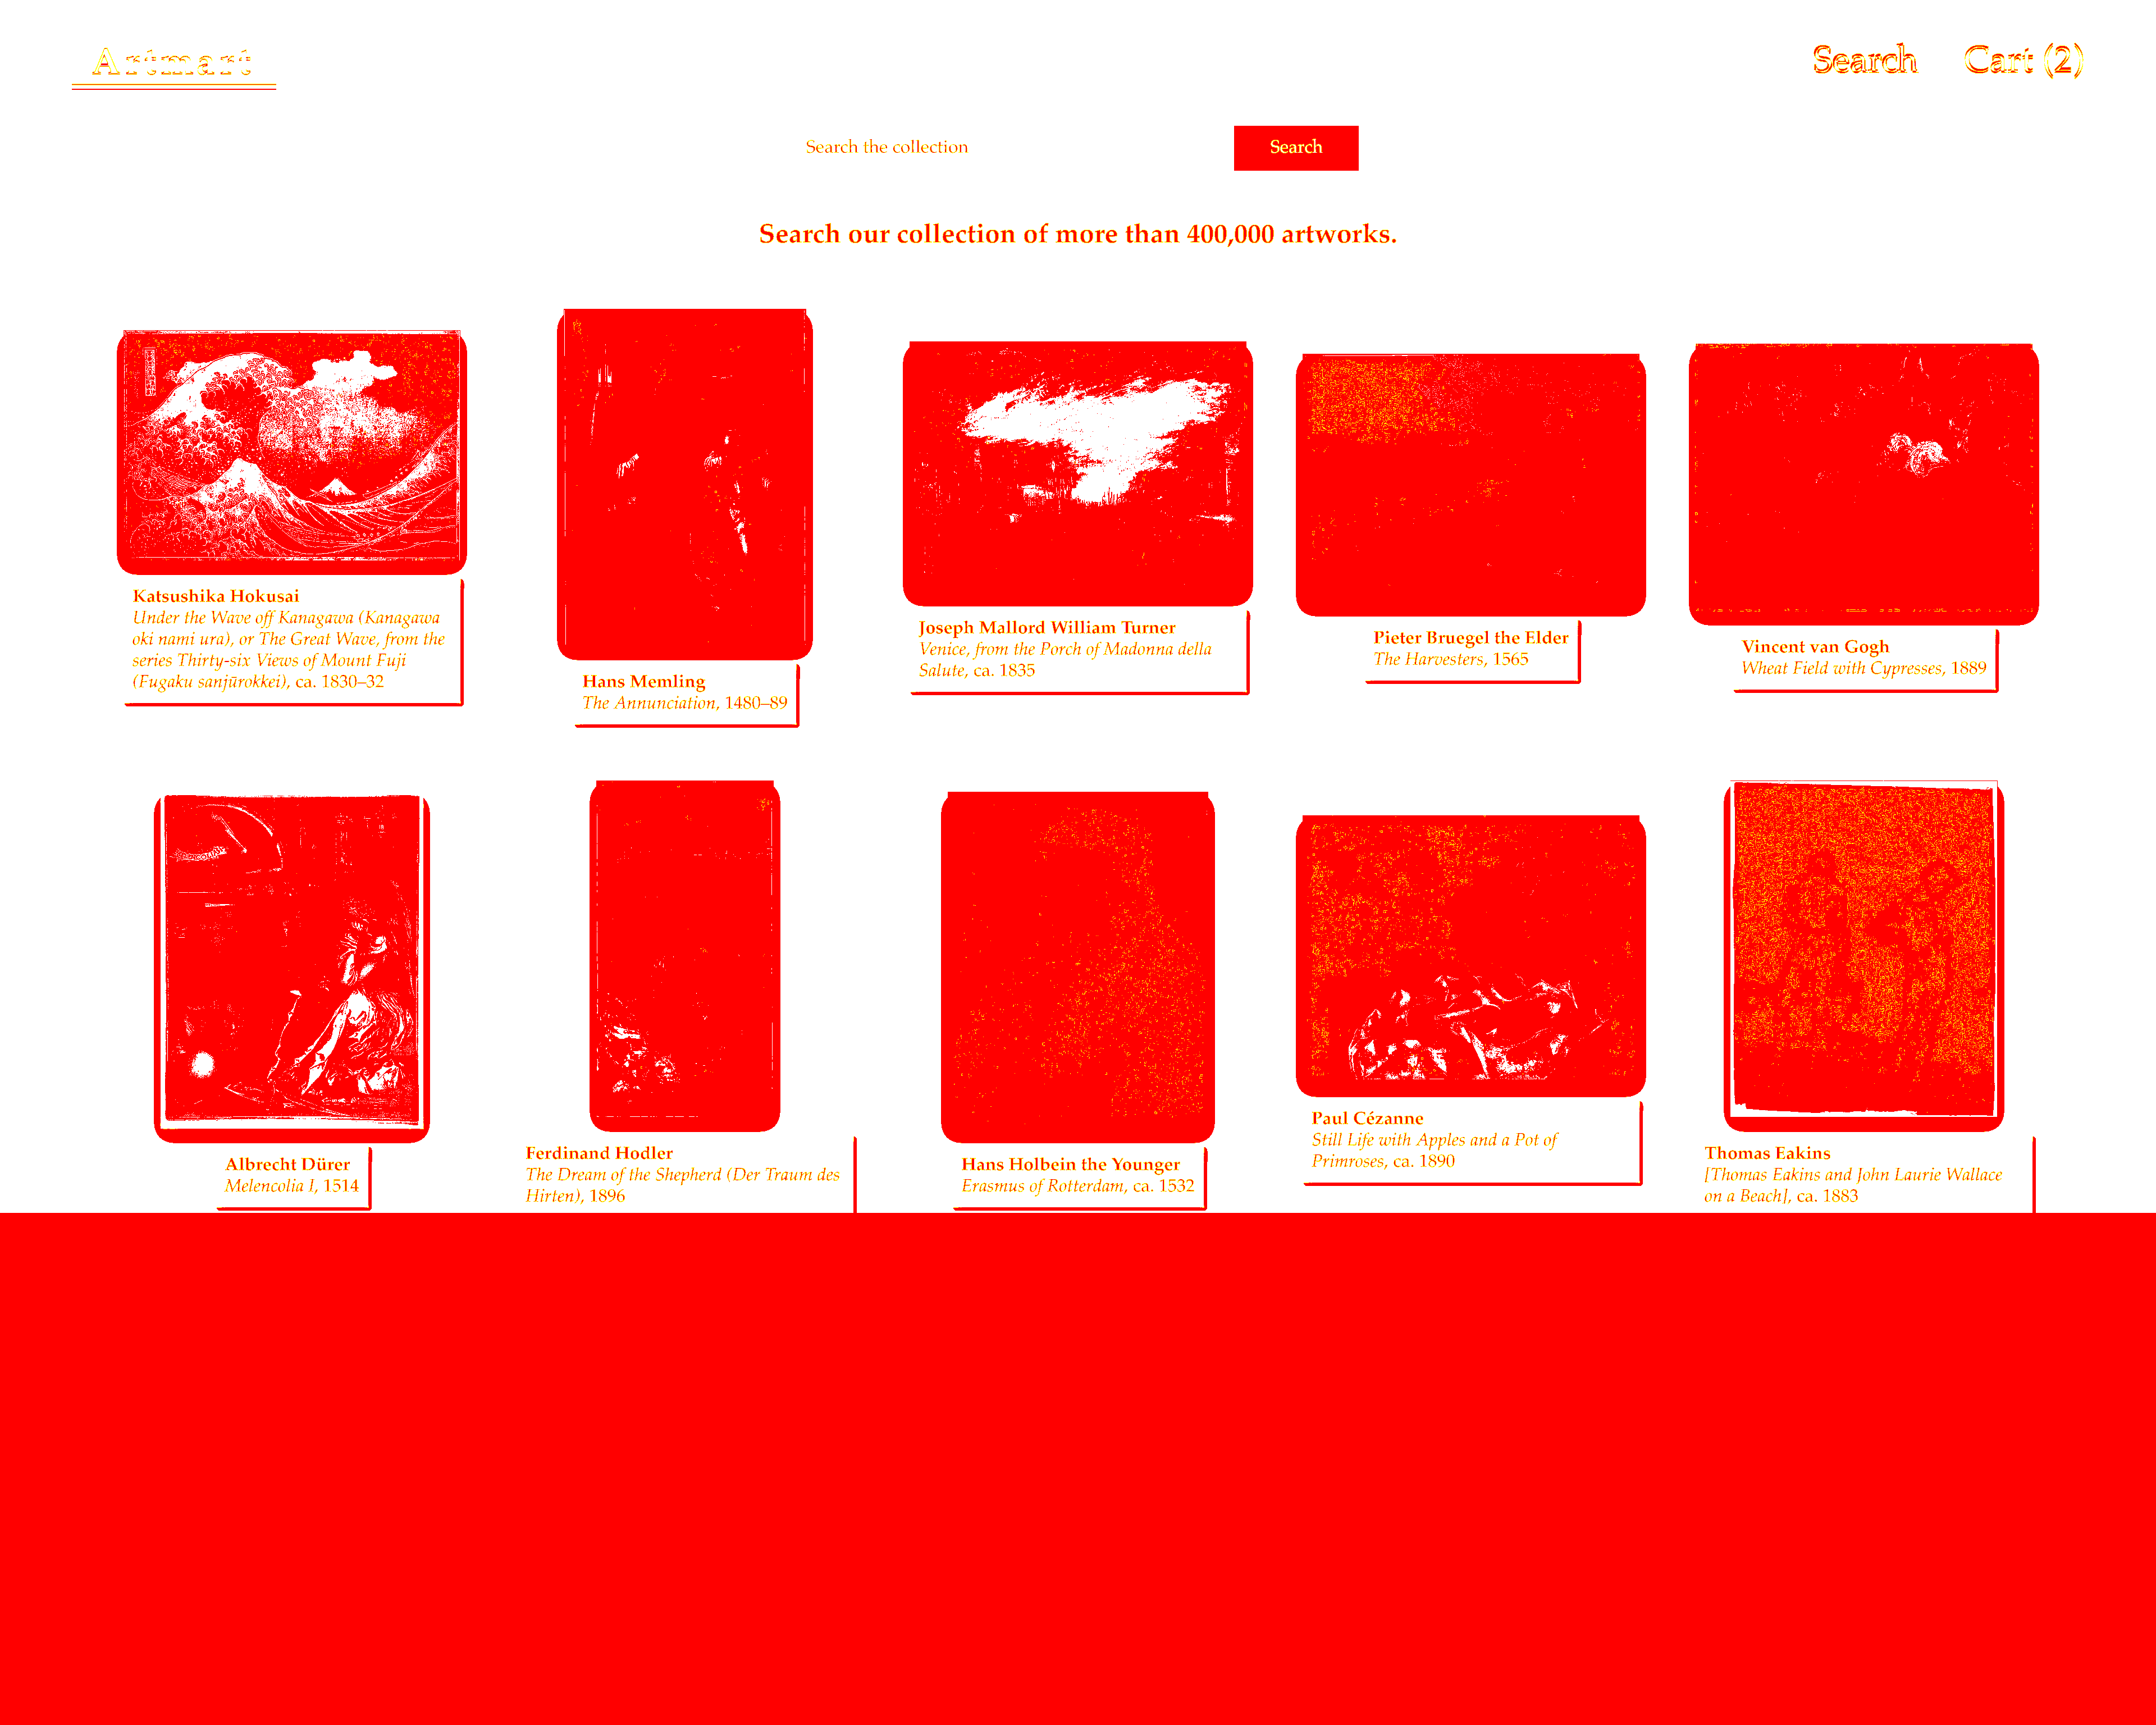 Artmart
Search Cart (2)
Search the collection Search
Search our collection of more than 400,000 artworks.
Katsushika Hokusai
Under the Wave off Kanagawa (Kanagawa
oki nami ura), or The Great Wave, from the
series Thirty-six Views of Mount Fuji
(Fugaku sanjūrokkei), ca. 1830–32
Hans Memling
The Annunciation, 1480–89
Joseph Mallord William Turner
Venice, from the Porch of Madonna della
Salute, ca. 1835
Pieter Bruegel the Elder
The Harvesters, 1565
Vincent van Gogh
Wheat Field with Cypresses, 1889
Albrecht Dürer
Melencolia I, 1514
Ferdinand Hodler
The Dream of the Shepherd (Der Traum des
Hirten), 1896
Hans Holbein the Younger
Erasmus of Rotterdam, ca. 1532
Paul Cézanne
Still Life with Apples and a Pot of
Primroses, ca. 1890
Thomas Eakins
[Thomas Eakins and John Laurie Wallace
on a Beach], ca. 1883